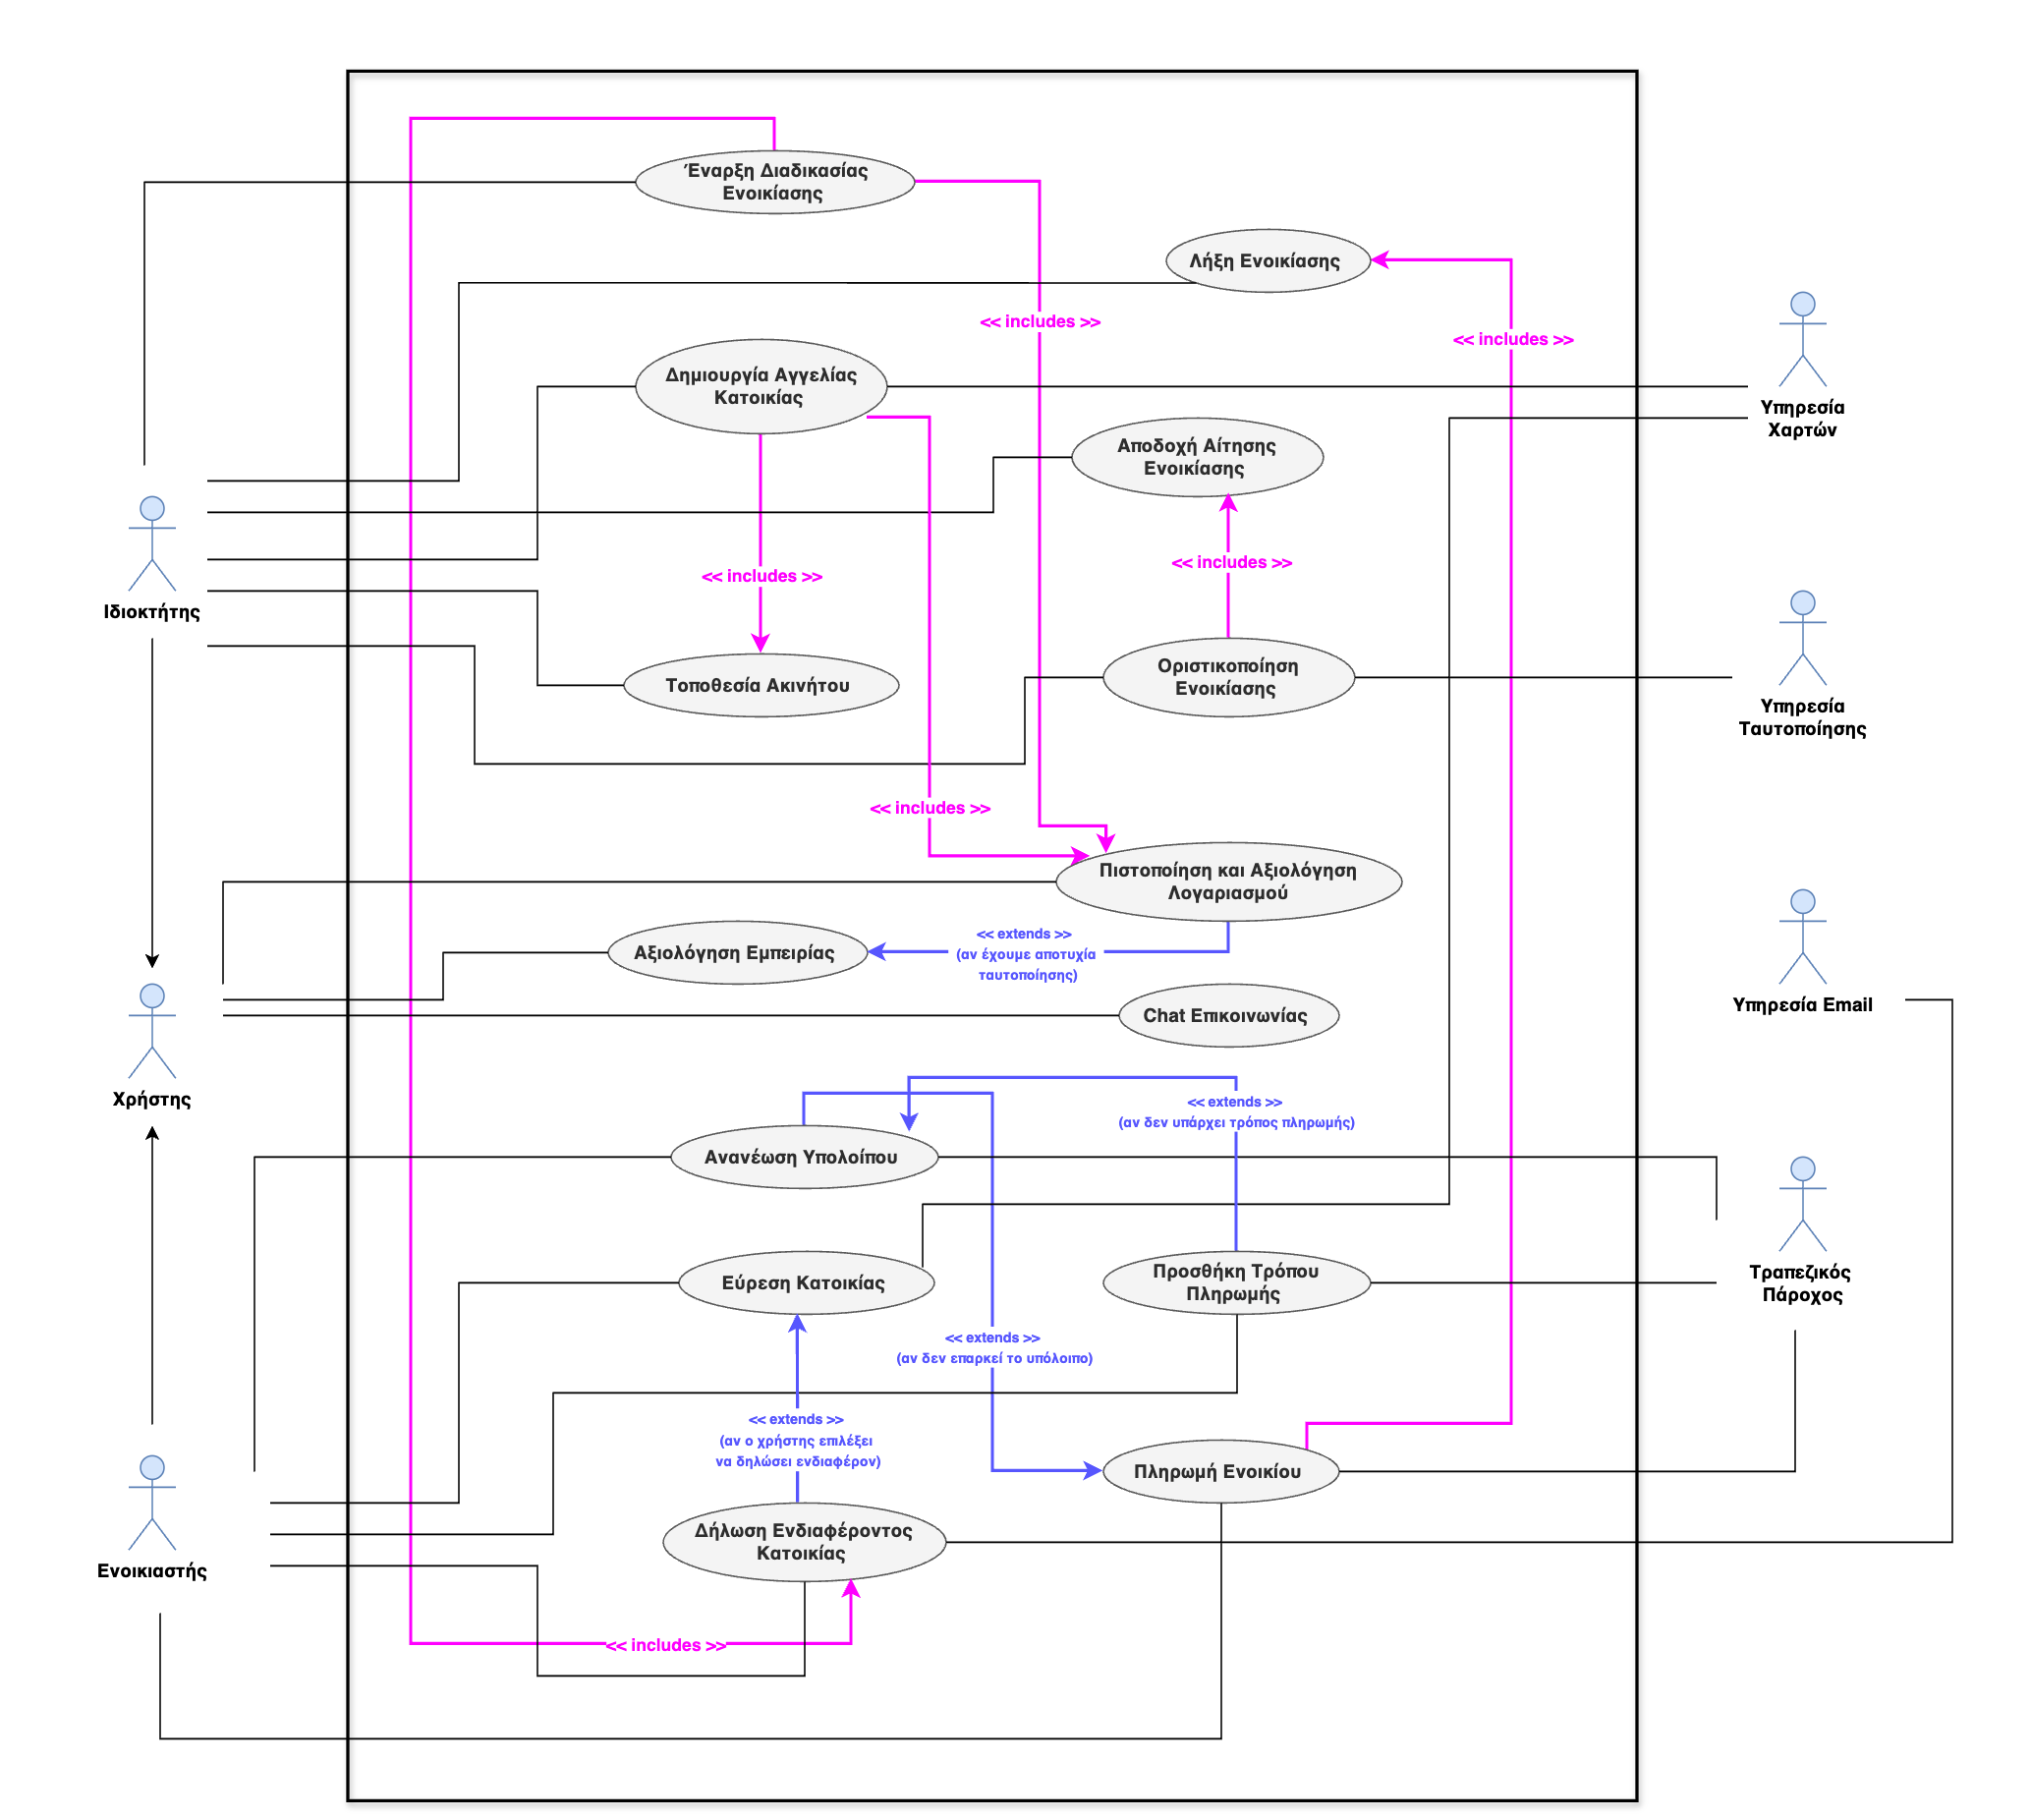 Έναρξη Διαδικασίας
Ενοικίασης
Λήξη Ενοικίασης
<< includes >>
<< includes >>
Δημιουργία Αγγελίας
Κατοικίας
Υπηρεσία
Χαρτών
Αποδοχή Αίτησης
Ενοικίασης
<< includes >>
<< includes >>
Ιδιοκτήτης
Τοποθεσία Ακινήτου
Οριστικοποίηση
Ενοικίασης
Υπηρεσία
Ταυτοποίησης
<< includes >>
Πιστοποίηση και Αξιολόγηση
Λογαριασμού
Αξιολόγηση Εμπειρίας
<< extends >>
(αν έχουμε αποτυχία
ταυτοποίησης)
Υπηρεσία Email
Chat Επικοινωνίας
Χρήστης
<< extends >>
(αν δεν υπάρχει τρόπος πληρωμής)
Ανανέωση Υπολοίπου
Εύρεση Κατοικίας
Προσθήκη Τρόπου
Πληρωμής
Τραπεζικός
Πάροχος
<< extends >>
(αν δεν επαρκεί το υπόλοιπο)
<< extends >>
(αν ο χρήστης επιλέξει
να δηλώσει ενδιαφέρον)
Πληρωμή Ενοικίου
Δήλωση Ενδιαφέροντος
Κατοικίας
Ενοικιαστής
<< includes >>